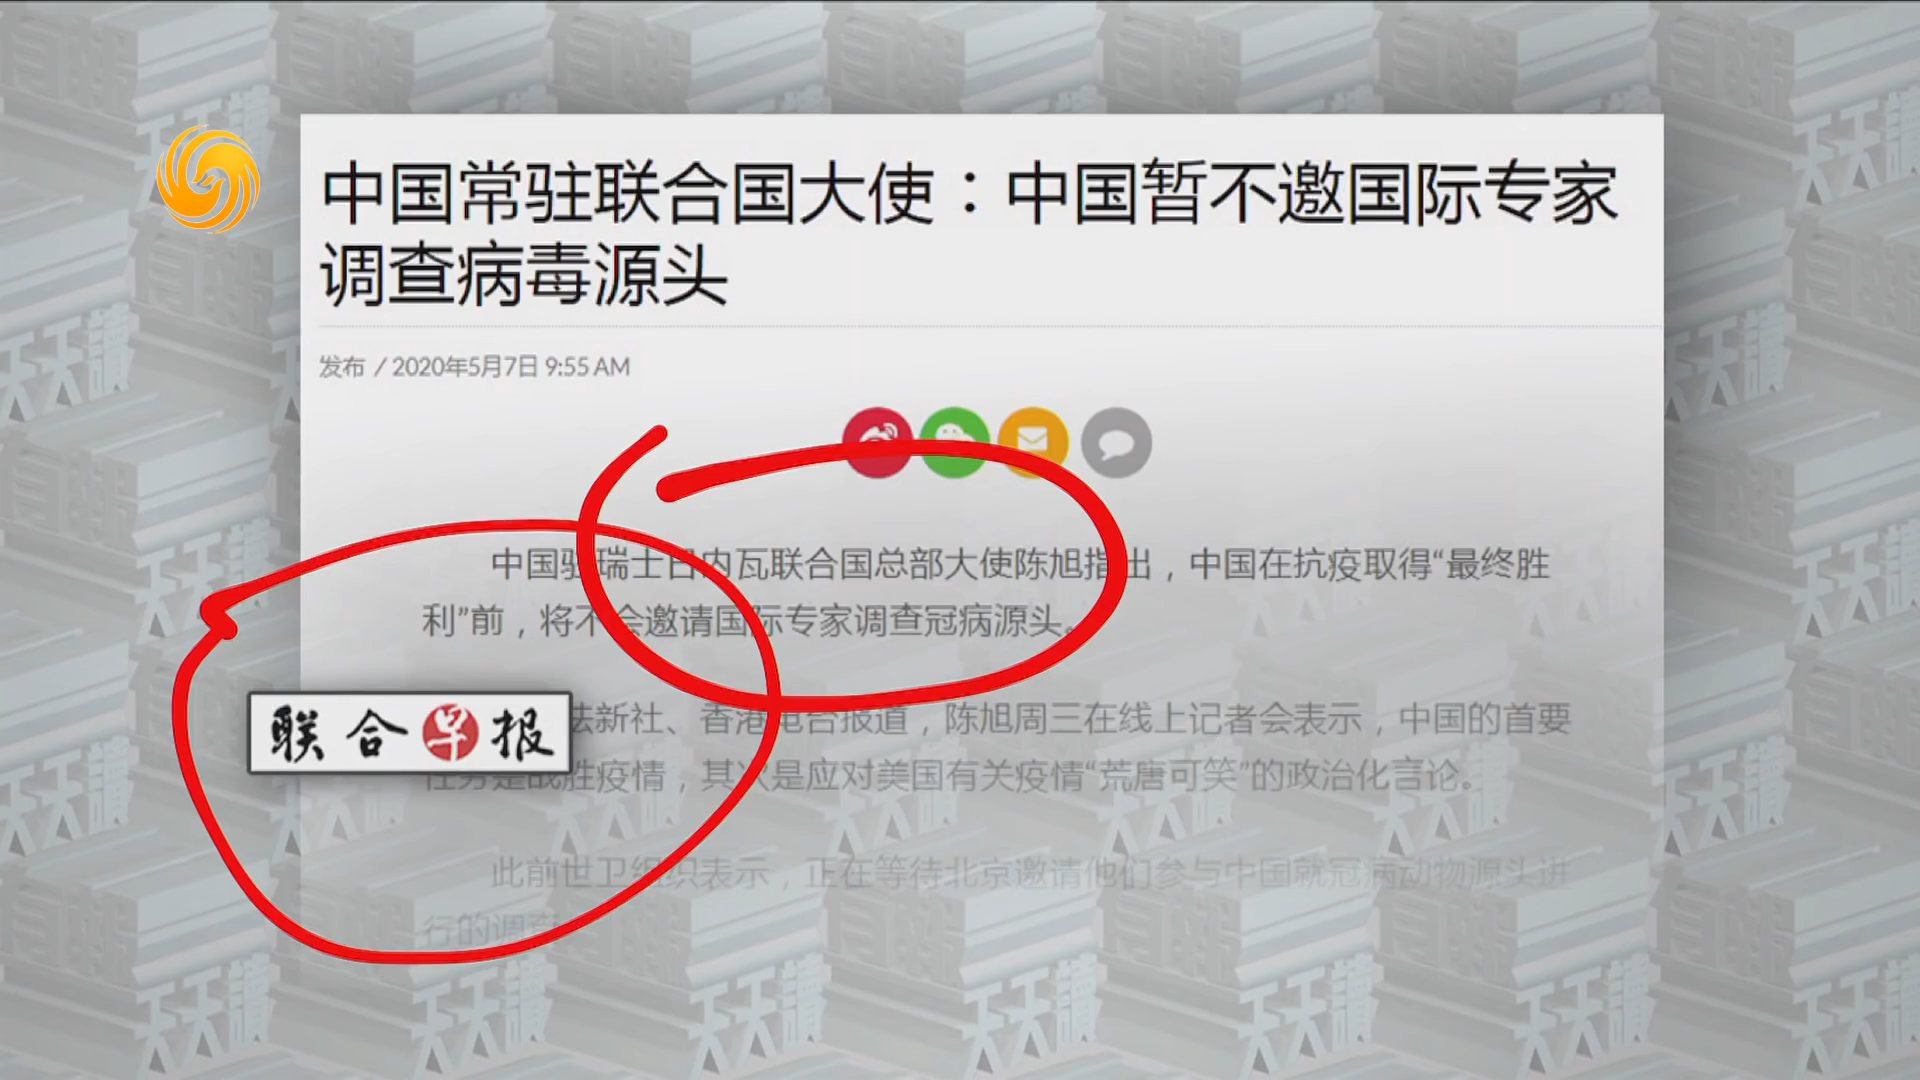 中国常驻联合国大使：中国暂不邀国际专家
调查病毒源头
发布 / 2020年5月7日 9:55 AM
中国驻瑞士日内瓦联合国总部大使陈旭指出，中国在抗疫取得“最终胜
利”前，将不会邀请国际专家调查冠病源头。
法新社、香港电台报道，陈旭周三在线上记者会表示，中国的首要
联合早报
任务是战胜疫情，其次是应对美国有关疫情“荒唐可笑”的政治化言论。
此前世卫组织表示，正在等待北京邀请他们参与中国就冠病动物源头进
行的调查